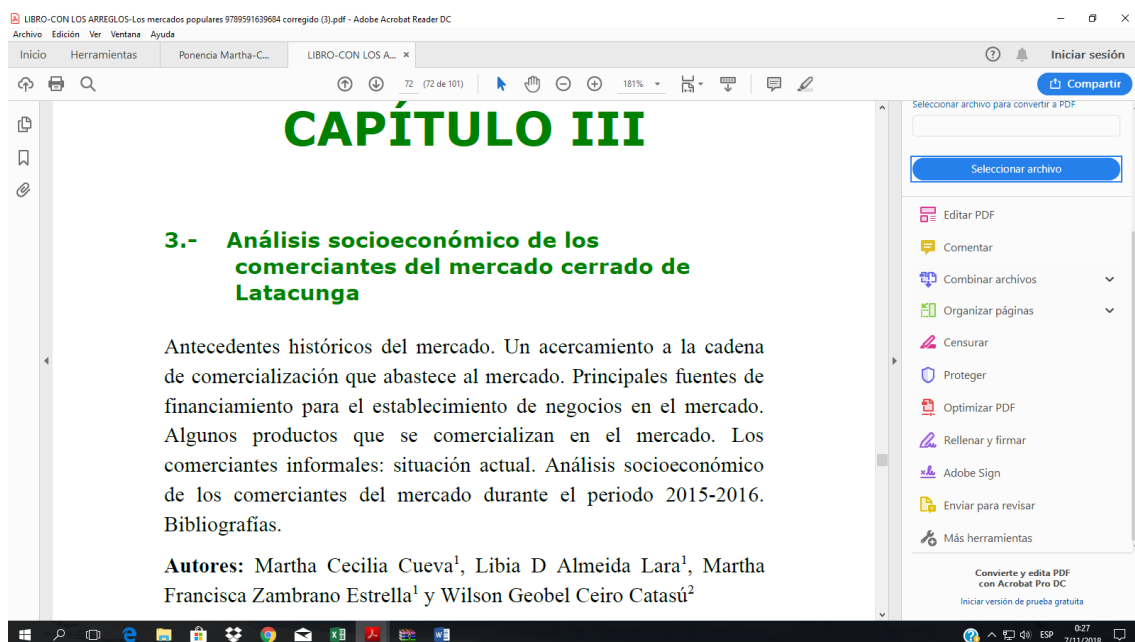 LIBRO-CON LOS ARREGLOS-Los mercados populares 9789591639684 corregido (3).pdf - Adobe Acrobat Reader DC
Archivo Edición Ver Ventana Ayuda
Inicio Herramientas Ponencia Martha-C... LIBRO-CON LOS A... × Iniciar sesión
72 (72 de 101) 181% Compartir
Seleccionar archivo para convertir a PDF
Seleccionar archivo
Editar PDF
Comentar
Combinar archivos
Organizar páginas
Censurar
Proteger
Optimizar PDF
Rellenar y firmar
Adobe Sign
Enviar para revisar
Más herramientas
Convierte y edita PDF
con Acrobat Pro DC
Iniciar versión de prueba gratuita
CAPÍTULO III
3.- Análisis socioeconómico de los
comerciantes del mercado cerrado de
Latacunga
Antecedentes históricos del mercado. Un acercamiento a la cadena
de comercialización que abastece al mercado. Principales fuentes de
financiamiento para el establecimiento de negocios en el mercado.
Algunos productos que se comercializan en el mercado. Los
comerciantes informales: situación actual. Análisis socioeconómico
de los comerciantes del mercado durante el periodo 2015-2016.
Bibliografías.
Autores: Martha Cecilia Cueva¹, Libia D Almeida Lara¹, Martha
Francisca Zambrano Estrella¹ y Wilson Geobel Ceiro Catasú²
ESP 0:27
7/11/2018